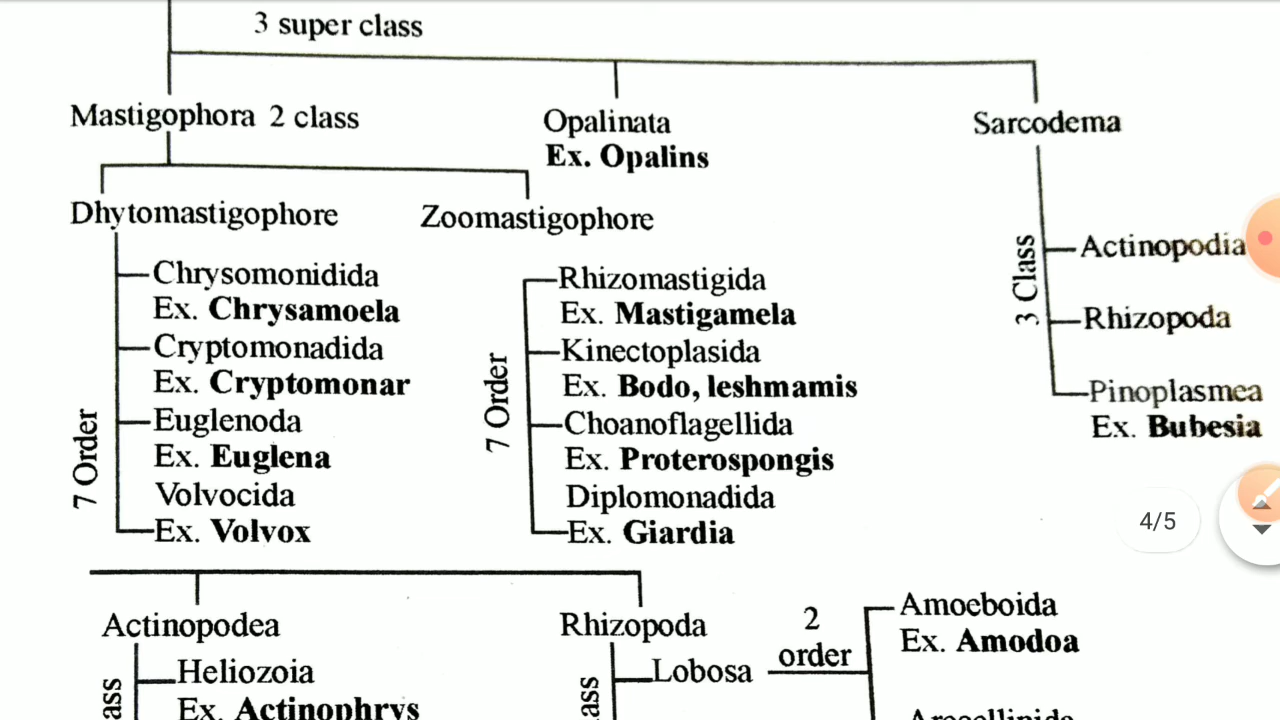 3 super class
Mastigophora 2 class
Opalinata
Ex. Opalins
Sarcodema
Dhytomastigophore
Zoomastigophore
7 Order
Chrysomonidida
Ex. Chrysamoela
Cryptomonadida
Ex. Cryptomonar
Euglenoda
Ex. Euglena
Volvocida
Ex. Volvox
7 Order
Rhizomastigida
Ex. Mastigamela
Kinectoplasida
Ex. Bodo, leshmamis
Choanoflagellida
Ex. Proterospongis
Diplomonadida
Ex. Giardia
3 Class
Actinopodia
Rhizopoda
Pinoplasmea
Ex. Bubesia
4/5
Actinopodea
Heliozoia
Ex. Actinophrys
Rhizopoda
Lobosa
2
order
Amoeboida
Ex. Amodoa